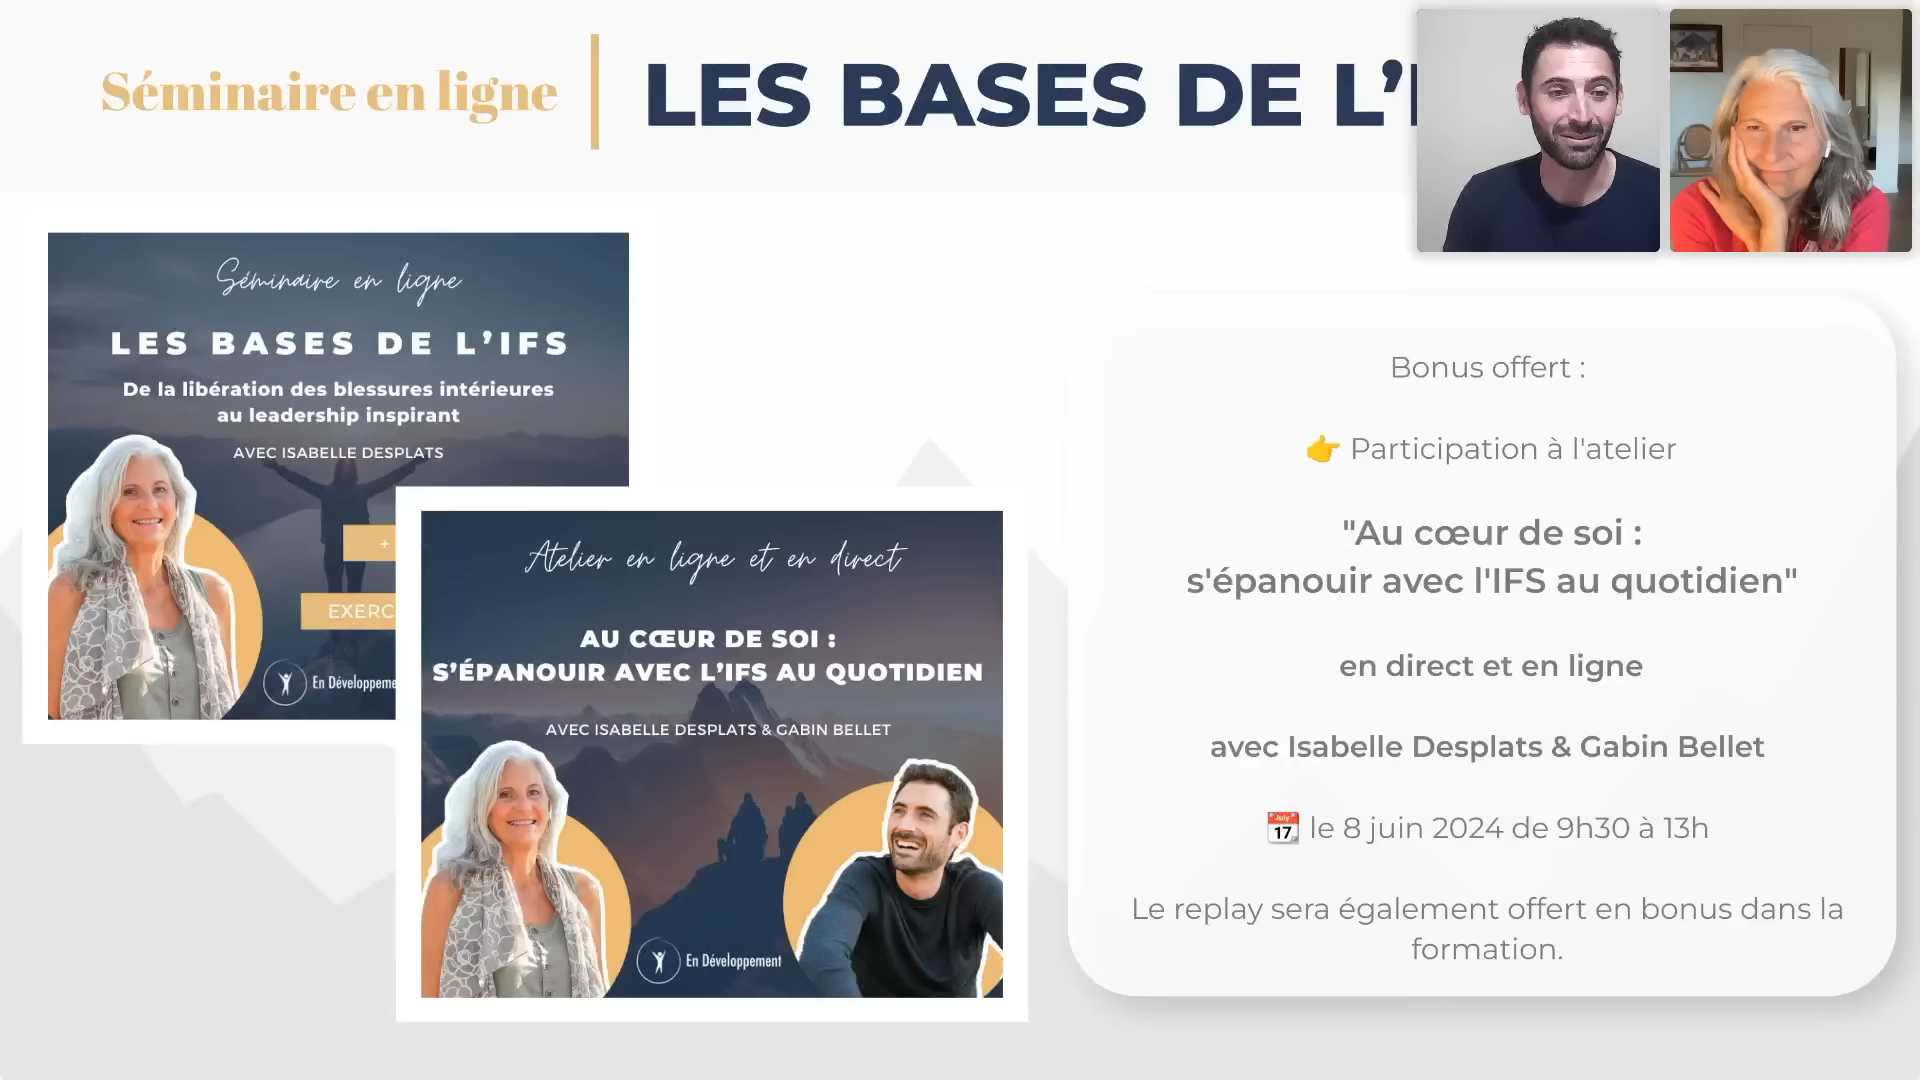 Séminaire en ligne
LES BASES DE L’
Séminaire en ligne
LES BASES DE L’IFS
De la libération des blessures intérieures
au leadership inspirant
AVEC ISABELLE DESPLATS
+
EXERC
En Développeme
Atelier en ligne et en direct
AU CŒUR DE SOI :
S’ÉPANOUIR AVEC L’IFS AU QUOTIDIEN
AVEC ISABELLE DESPLATS & GABIN BELLET
En Développement
Bonus offert :
👉 Participation à l'atelier
"Au cœur de soi :
s'épanouir avec l'IFS au quotidien"
en direct et en ligne
avec Isabelle Desplats & Gabin Bellet
📅 le 8 juin 2024 de 9h30 à 13h
Le replay sera également offert en bonus dans la
formation.